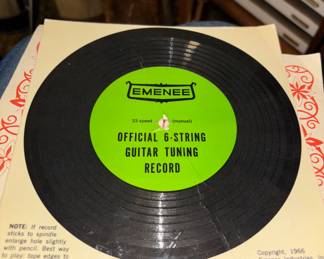 EMENEE
33 speed (manual)
OFFICIAL 6-STRING
GUITAR TUNING
RECORD
NOTE: If record
sticks to spindle
enlarge hole slightly
with pencil. Best way
to play: tape edges to
Copyright, 1966